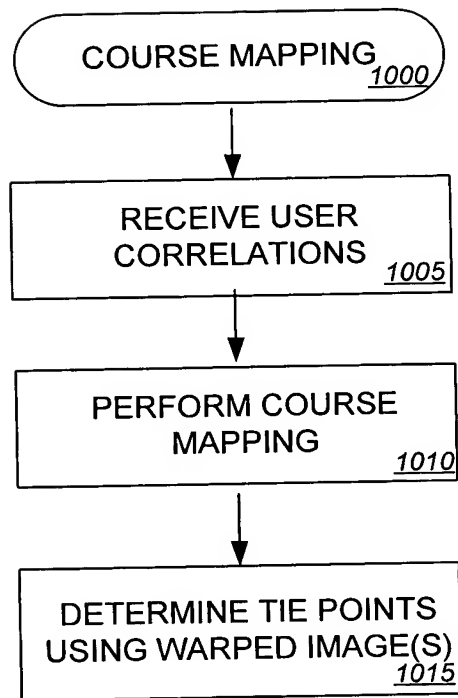 COURSE MAPPING
1000
RECEIVE USER
CORRELATIONS
1005
PERFORM COURSE
MAPPING
1010
DETERMINE TIE POINTS
USING WARPED IMAGE(S)
1015